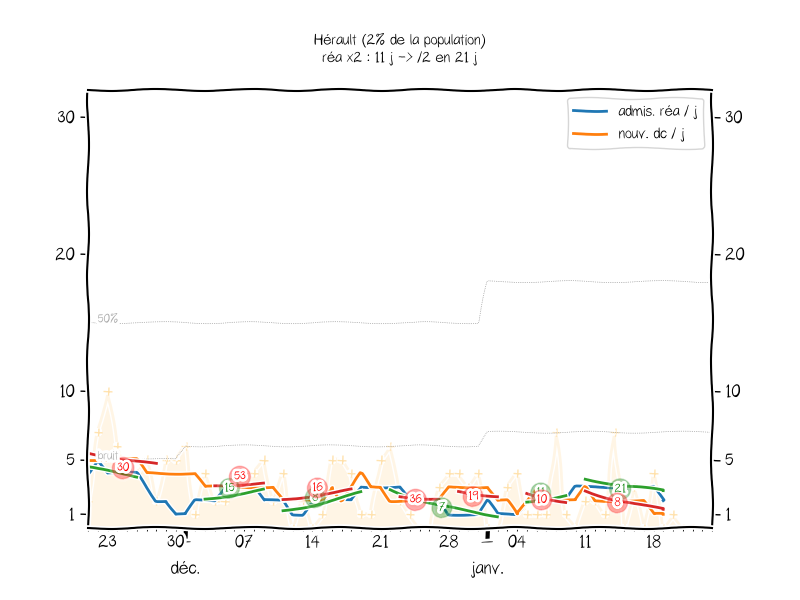 Hérault (2% de la population)
réa x2 : 11 j -> /2 en 21 j
admis. réa / j
nouv. dc / j
30 30
20 20
50%
10 10
5 bruit 5
30 15 53 16 36 7 19 10 21 8
1 1
23 30 07 14 21 28 04 11 18
déc. janv.